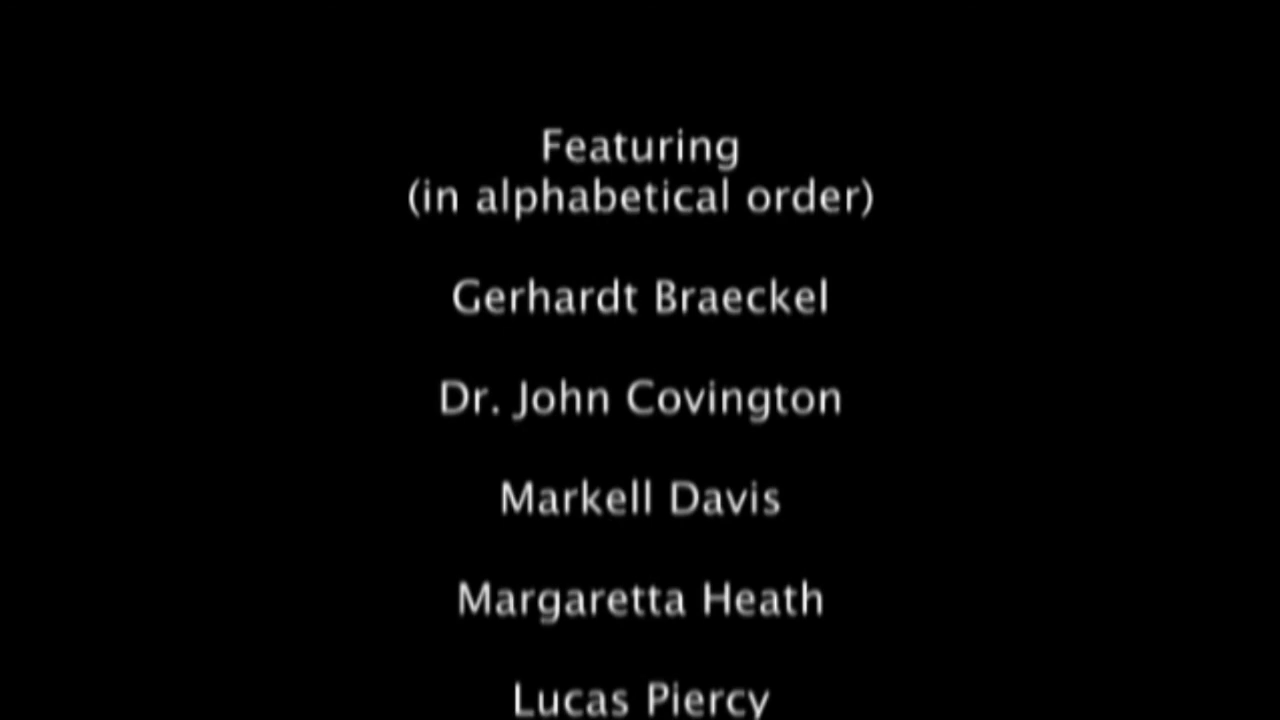 Featuring
(in alphabetical order)
Gerhardt Braeckel
Dr. John Covington
Markell Davis
Margaretta Heath
Lucas Piercy